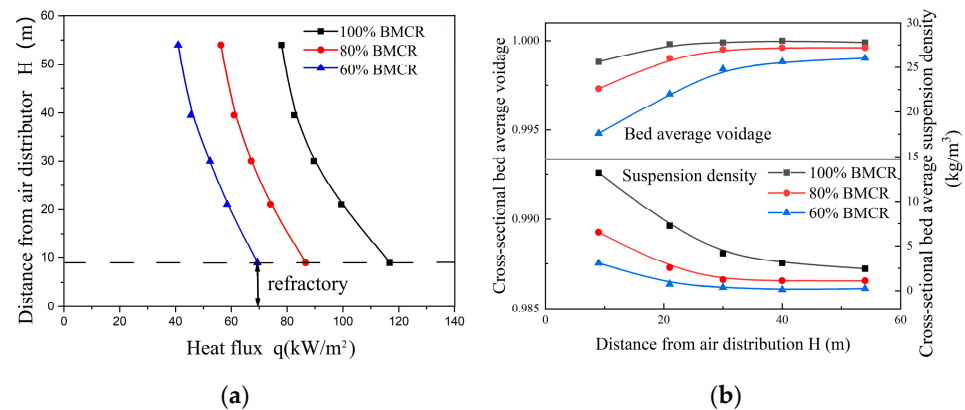 60
50
40
30
20
10
0
Distance from air distributor H (m)
100% BMCR
80% BMCR
60% BMCR
refractory
0 20 40 60 80 100 120 140
Heat flux q(kW/m²)
(a)
0.995
0.990
0.985
Cross-sectional bed average voidage
30
25
20
15
10
5
0
Cross-setional bed average suspension density
(kg/m³)
Bed average voidage
Suspension density
100% BMCR
80% BMCR
60% BMCR
0 20 40 60
Distance from air distribution H (m)
(b)